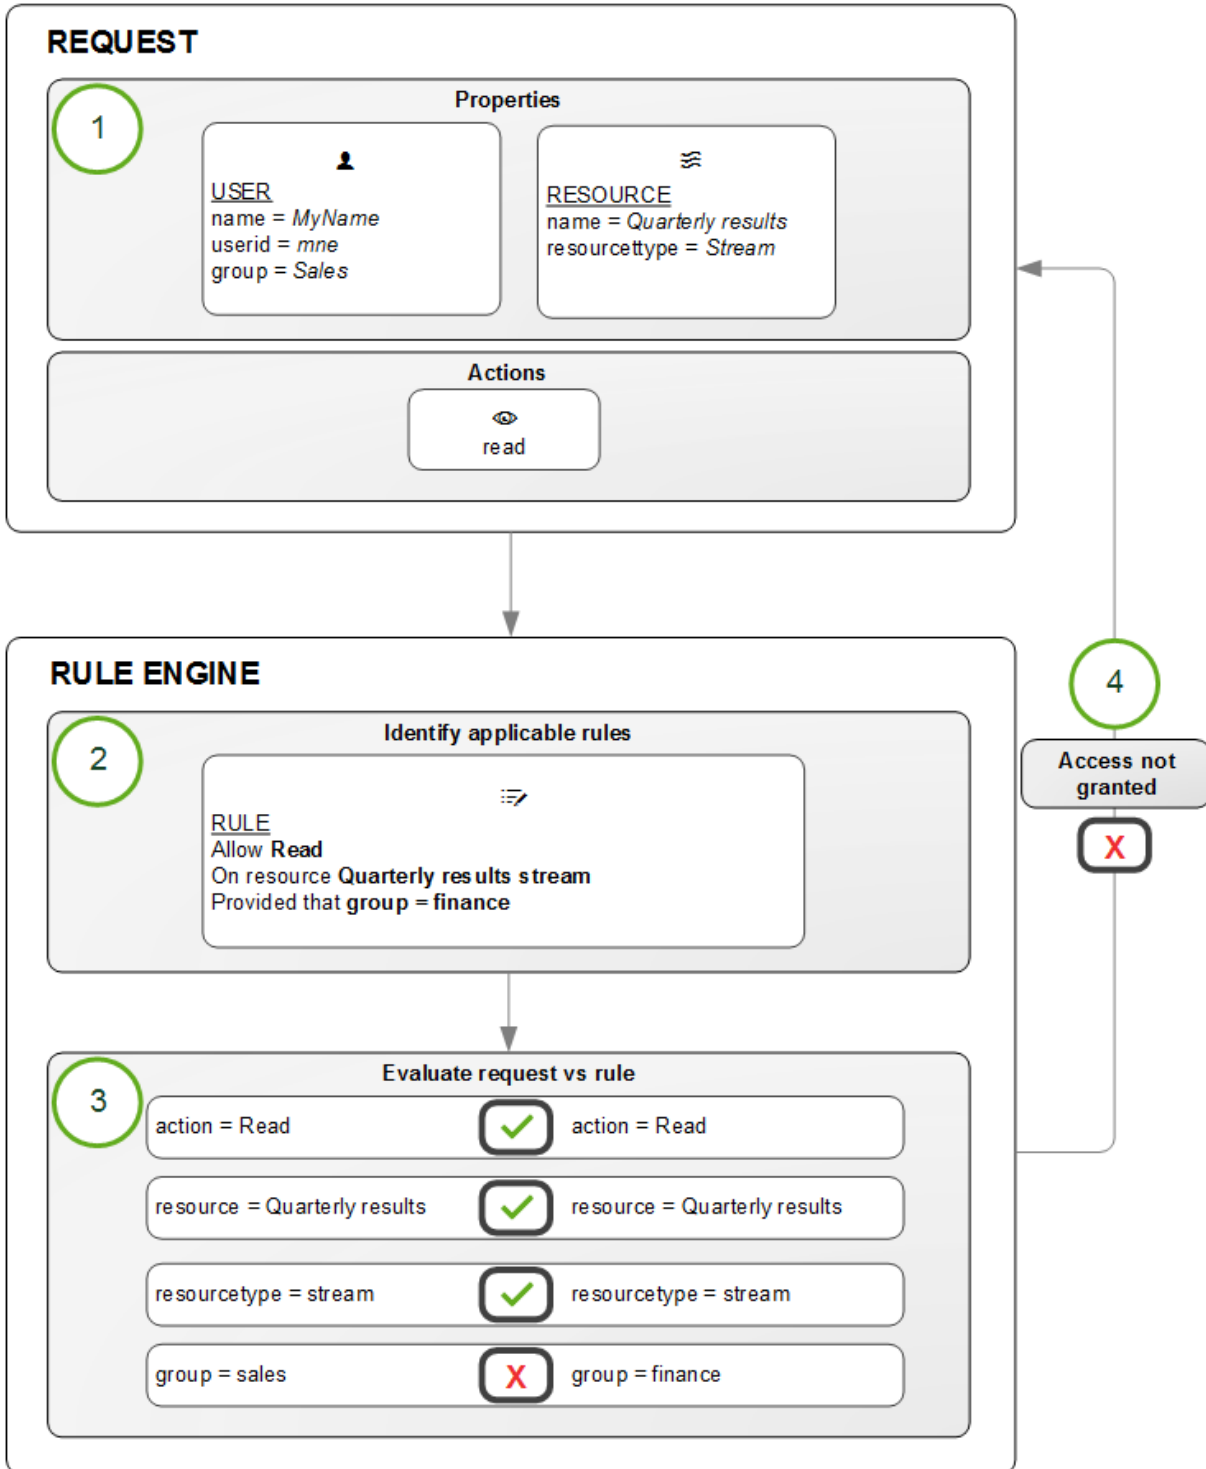 REQUEST
1
Properties
USER
name = MyName
userid = mne
group = Sales
RESOURCE
name = Quarterly results
resourcettype = Stream
Actions
read
RULE ENGINE
2
Identify applicable rules
RULE
Allow Read
On resource Quarterly results stream
Provided that group = finance
3
Evaluate request vs rule
action = Read
action = Read
resource = Quarterly results
resource = Quarterly results
resourcetype = stream
resourcetype = stream
group = sales
X
group = finance
4
Access not
granted
X